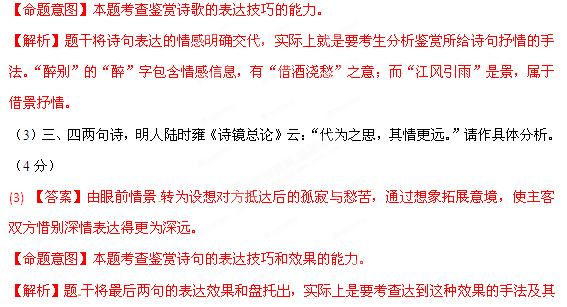 【命题意图】本题考查鉴赏诗歌的表达技巧的能力。
【解析】题干将诗句表达的情感明确交代，实际上就是要考生分析鉴赏所给诗句抒情的手
法。“醉别”的“醉”字包含情感信息，有“借酒浇愁”之意；而“江风引雨”是景，属于
借景抒情。
（3）三、四两句诗，明人陆时雍《诗镜总论》云：“代为之思，其情更远。”请作具体分析。
（4分）
(3) 【答案】由眼前情景 转为设想对方抵达后的孤寂与愁苦，通过想象拓展意境，使主客
双方惜别深情表达得更为深远。
【命题意图】本题考查鉴赏诗句的表达技巧和效果的能力。
【解析】题干将最后两句的表达效果和盘托出，实际上是要考查达到这种效果的手法及其